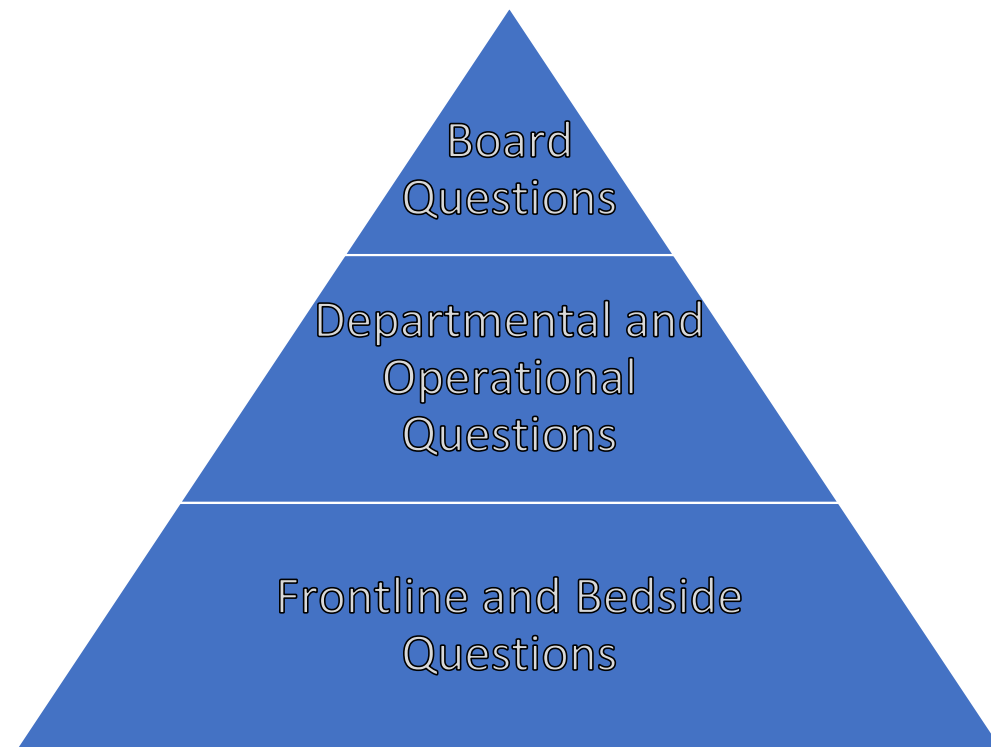 Board
Questions
Departmental and
Operational
Questions
Frontline and Bedside
Questions